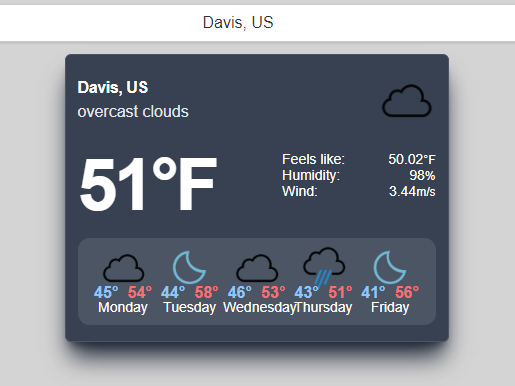 Davis, US
Davis, US
overcast clouds
51°F
Feels like: 50.02°F
Humidity: 98%
Wind: 3.44m/s
45° 54° 44° 58° 46° 53° 43° 51° 41° 56°
Monday Tuesday Wednesday Thursday Friday